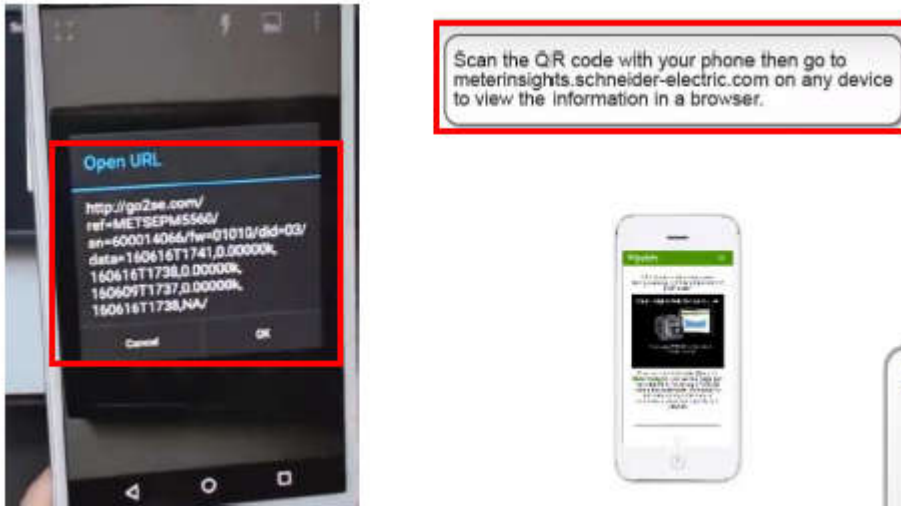 Open URL
http://go2se.com/
ref=METSEPM5560/
sn=600014066/fw=01010/did=03/
data=160616T1741,0.00000k,
160616T1738,0.00000k,
160609T1737,0.00000k,
160616T1738,NA/
Cancel
OK
Scan the QR code with your phone then go to
meterinsights.schneider-electric.com on any device
to view the information in a browser.